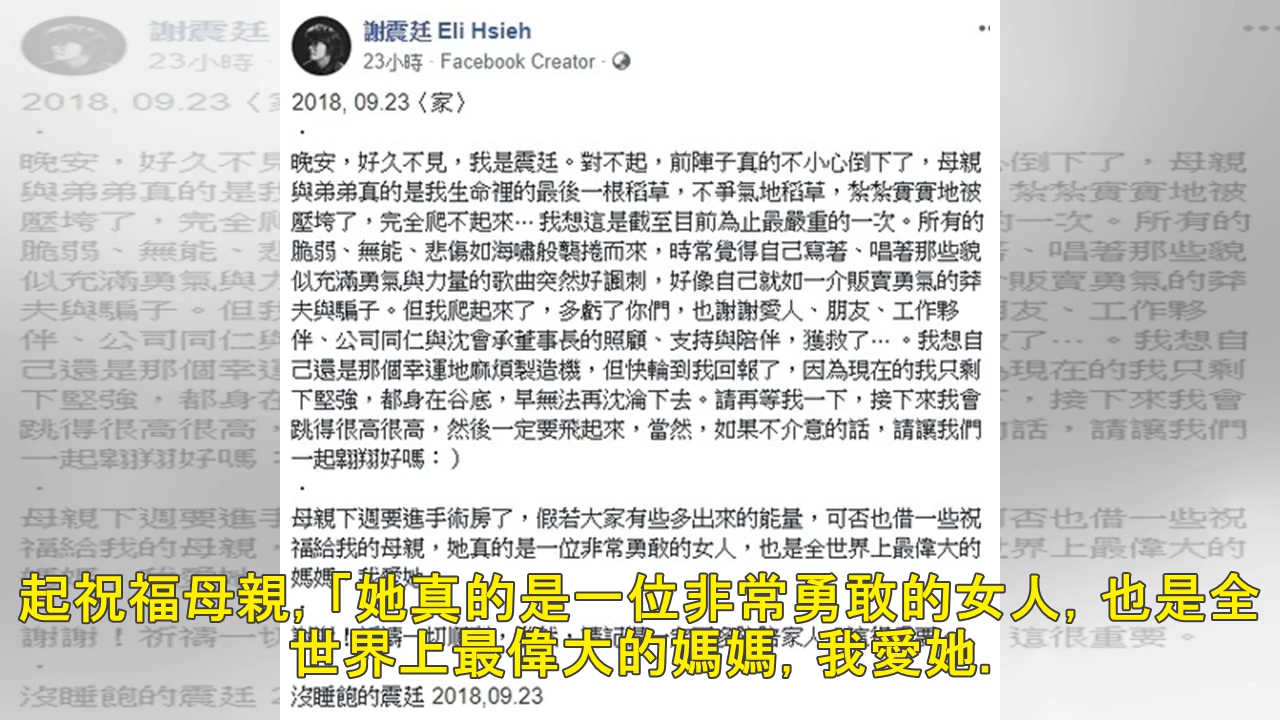 謝震廷 Eli Hsieh
23小時 · Facebook Creator ·
2018, 09.23〈家〉
.
晚安，好久不見，我是震廷。對不起，前陣子真的不小心倒下了，母親
與弟弟真的是我生命裡的最後一根稻草，不爭氣地稻草，紮紮實實地被
壓垮了，完全爬不起來… 我想這是截至目前為止最嚴重的一次。所有的
脆弱、無能、悲傷如海嘯般襲捲而來，時常覺得自己寫著、唱著那些貌
似充滿勇氣與力量的歌曲突然好諷刺，好像自己就如一介販賣勇氣的莽
夫與騙子。但我爬起來了，多虧了你們，也謝謝愛人、朋友、工作夥
伴、公司同仁與沈會承董事長的照顧、支持與陪伴，獲救了…。我想自
己還是那個幸運地麻煩製造機，但快輪到我回報了，因為現在的我只剩
下堅強，都身在谷底，早無法再沈淪下去。請再等我一下，接下來我會
跳得很高很高，然後一定要飛起來，當然，如果不介意的話，請讓我們
一起翱翔好嗎：）
.
母親下週要進手術房了，假若大家有些多出來的能量，可否也借一些祝
福給我的母親，她真的是一位非常勇敢的女人，也是全世界上最偉大的
媽媽，我愛她
起祝福母親,「她真的是一位非常勇敢的女人, 也是全
世界上最偉大的媽媽, 我愛她.
沒睡飽的震廷 2018,09.23